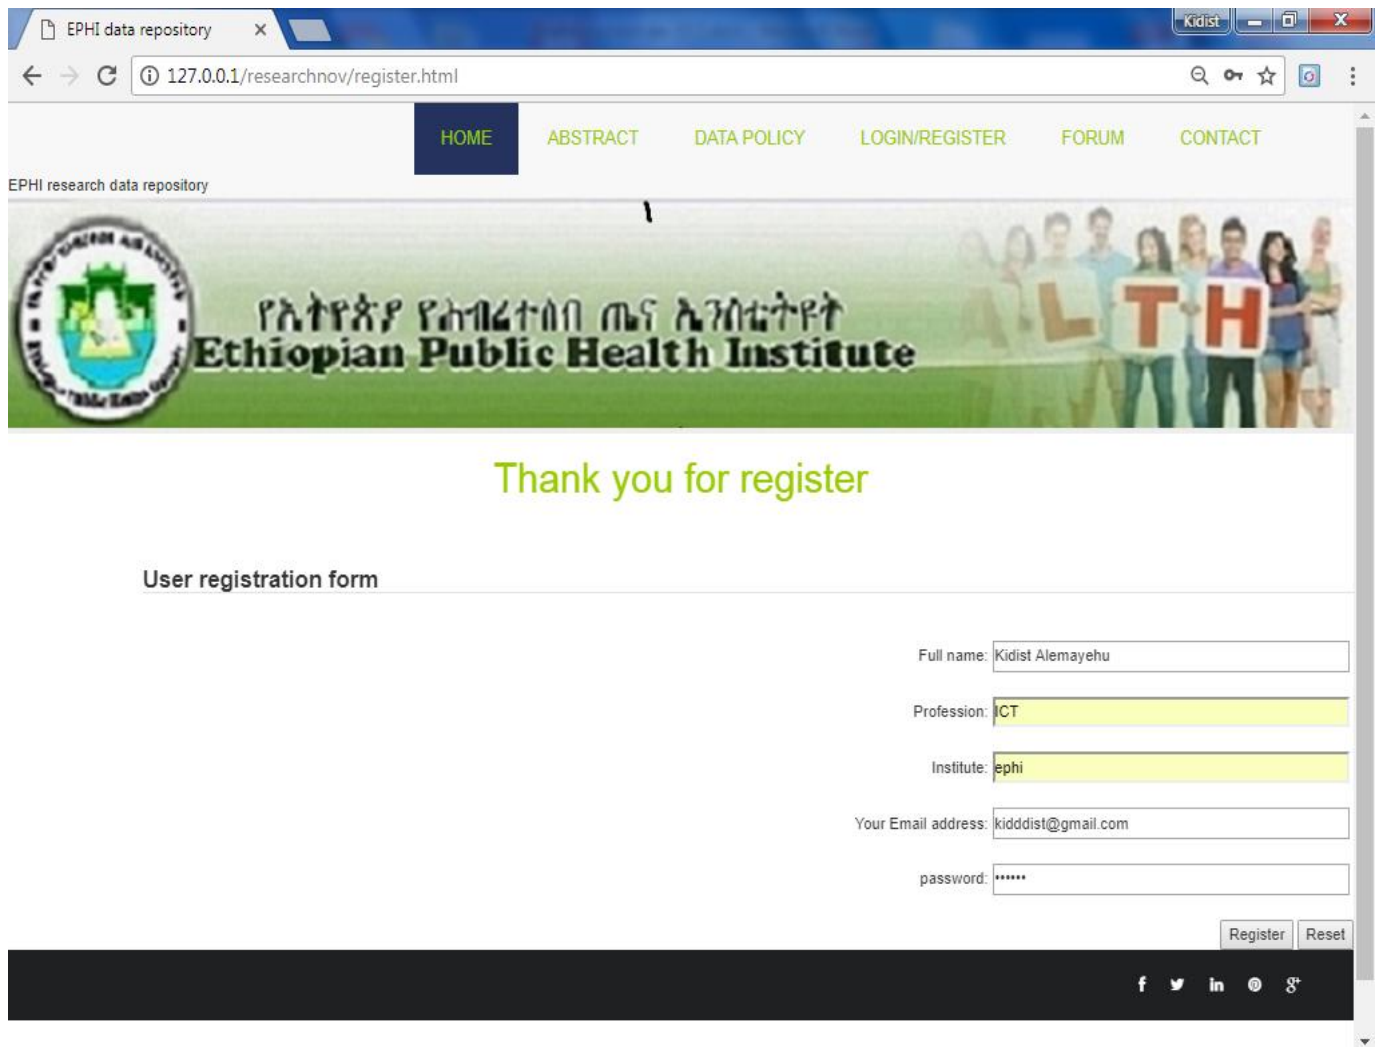 EPHI data repository
Kidist
127.0.0.1/researchnov/register.html
HOME ABSTRACT DATA POLICY LOGIN/REGISTER FORUM CONTACT
EPHI research data repository
LTH
የኢትዮጵያ የሕብረተሰብ ጤና ኢንስቲትዩት
Ethiopian Public Health Institute
Thank you for register
User registration form
Full name: Kidist Alemayehu
Profession: ICT
Institute: ephi
Your Email address: kidddist@gmail.com
password: ••••••
Register Reset